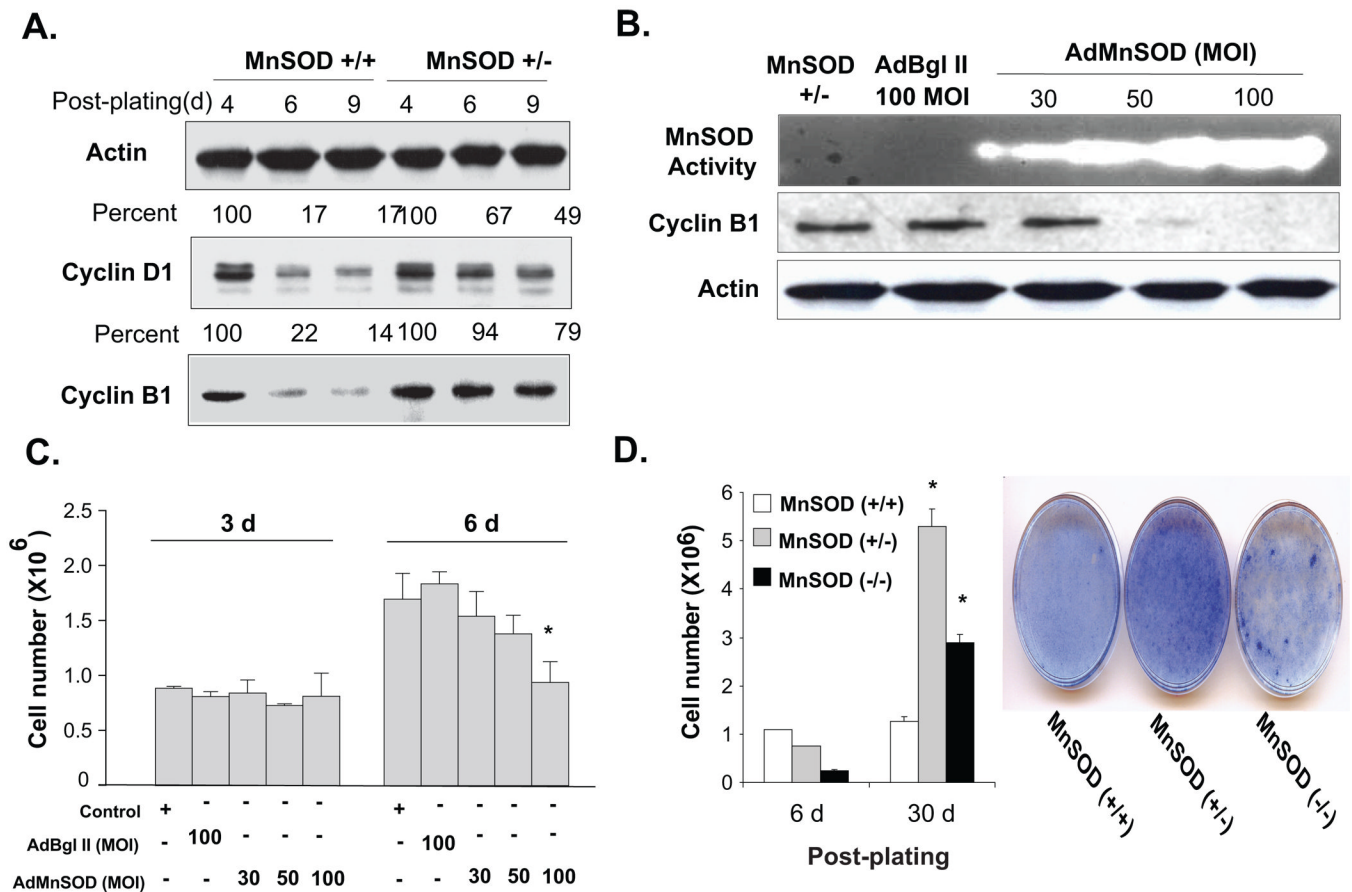 A.
MnSOD +/+ MnSOD +/-
Post-plating(d) 4 6 9 4 6 9
Actin
Percent 100 17 17 100 67 49
Cyclin D1
Percent 100 22 14 100 94 79
Cyclin B1
B.
MnSOD +/- AdBgl II 100 MOI AdMnSOD (MOI)
30 50 100
MnSOD Activity
Cyclin B1
Actin
C.
Cell number (X10^6)
2.5
2.0
1.5
1.0
0.5
0
3 d 6 d
*
Control + - - - - + - - - -
AdBgl II (MOI) - 100 - - - - 100 - - -
AdMnSOD (MOI) - - 30 50 100 - - 30 50 100
D.
Cell number (X10^6)
6
5
4
3
2
1
0
MnSOD (+/+)
MnSOD (+/-)
MnSOD (-/-)
*
*
6 d 30 d
Post-plating
MnSOD (+/+)
MnSOD (+/-)
MnSOD (-/-)